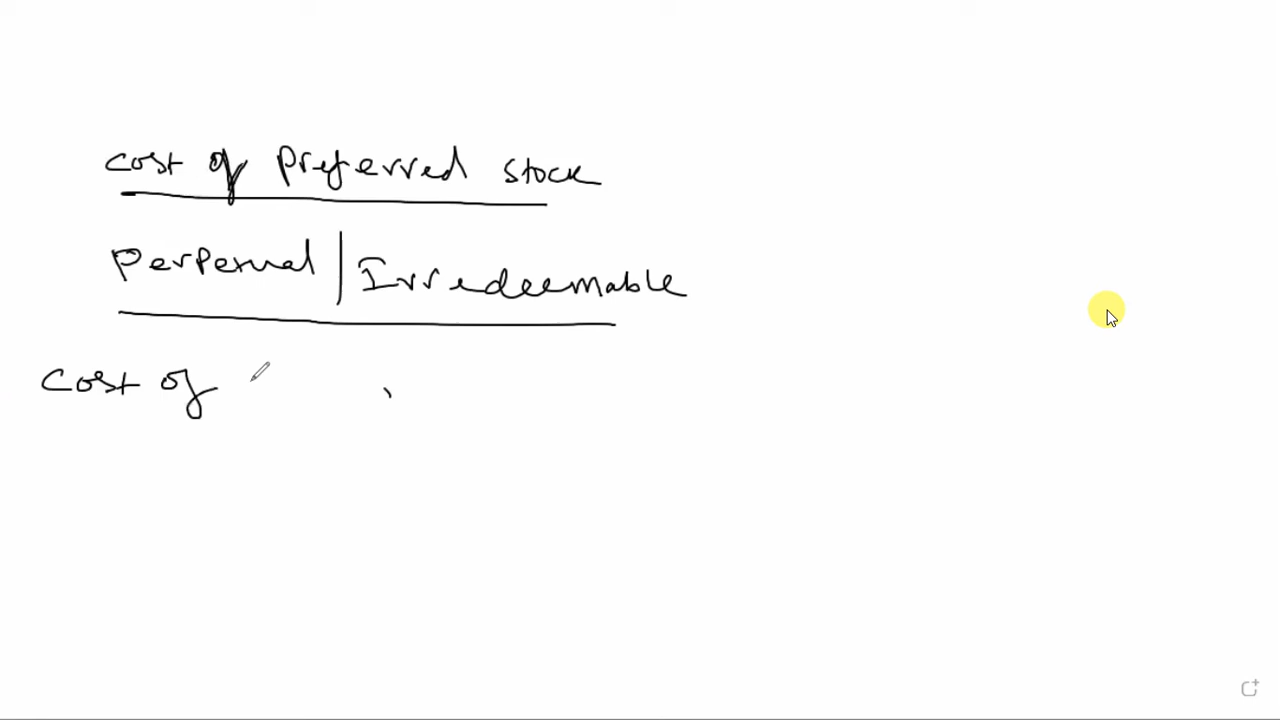 cost of preferred stock
perpetual | Irredeemable
cost of